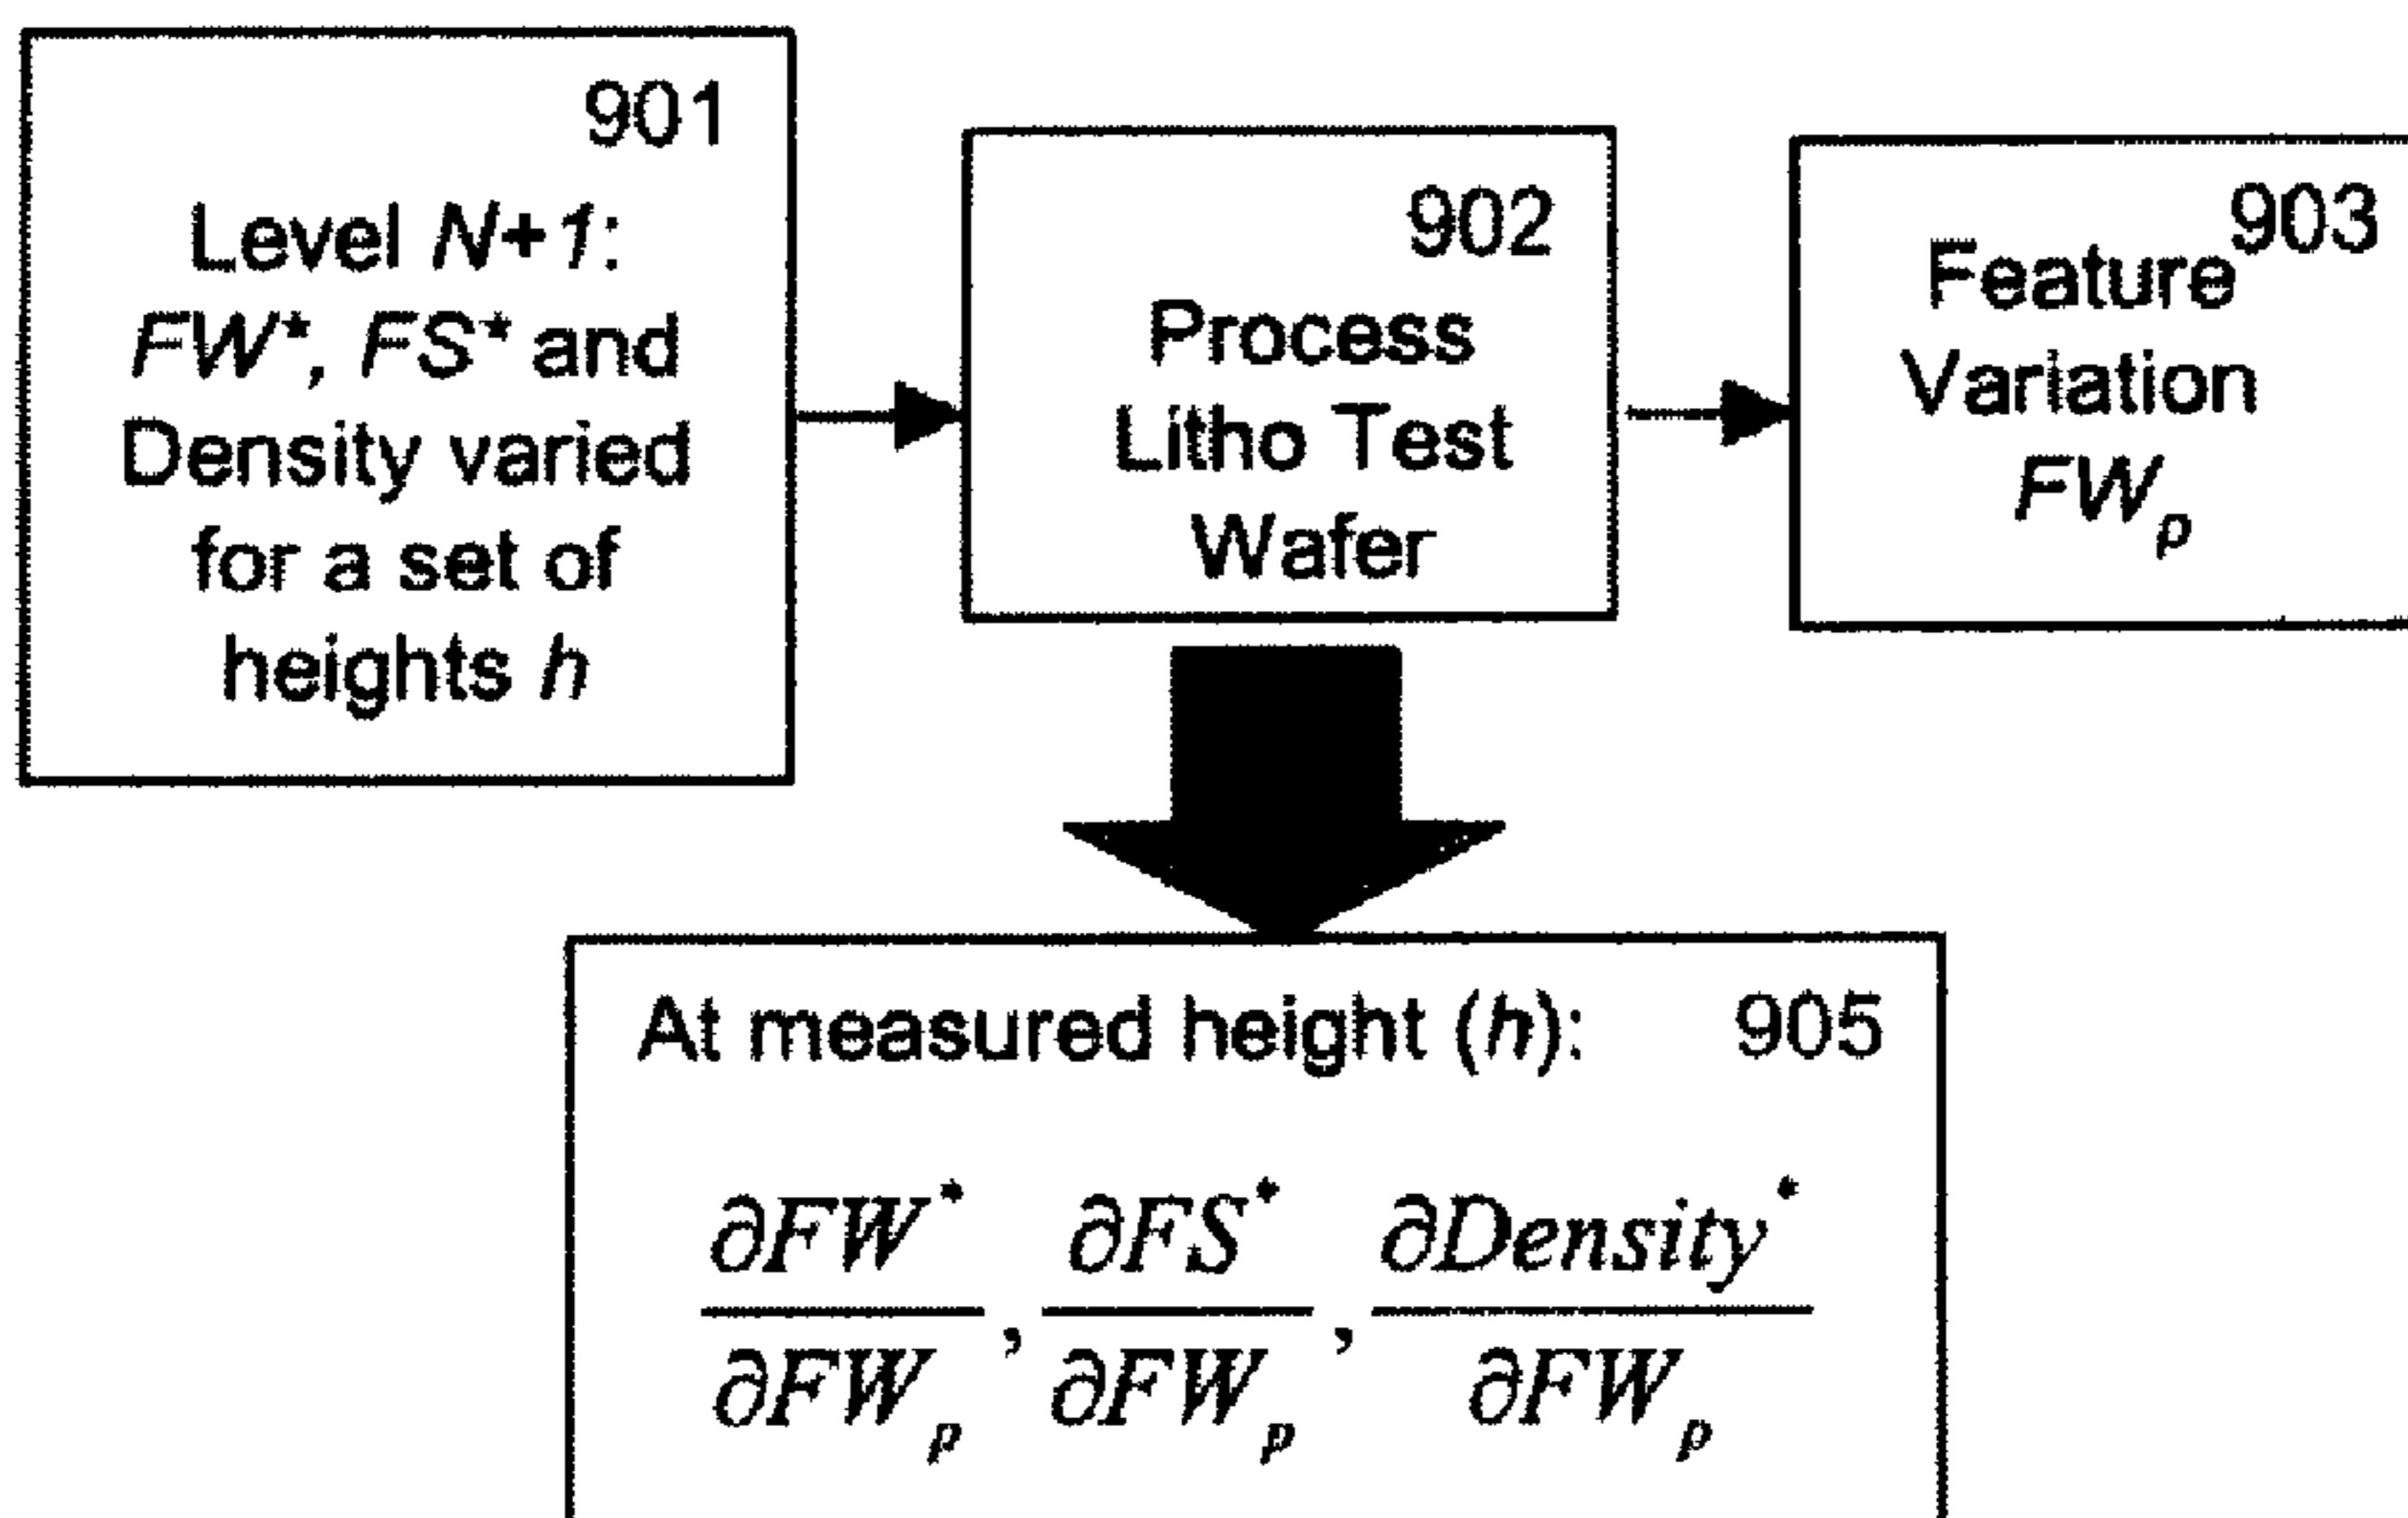 901
Level N+1:
FW*, FS* and
Density varied
for a set of
heights h
902
Process
Litho Test
Wafer
903
Feature
Variation
FWₚ
At measured height (h): 905
∂FW* / ∂FWₚ , ∂FS* / ∂FWₚ , ∂Density* / ∂FWₚ